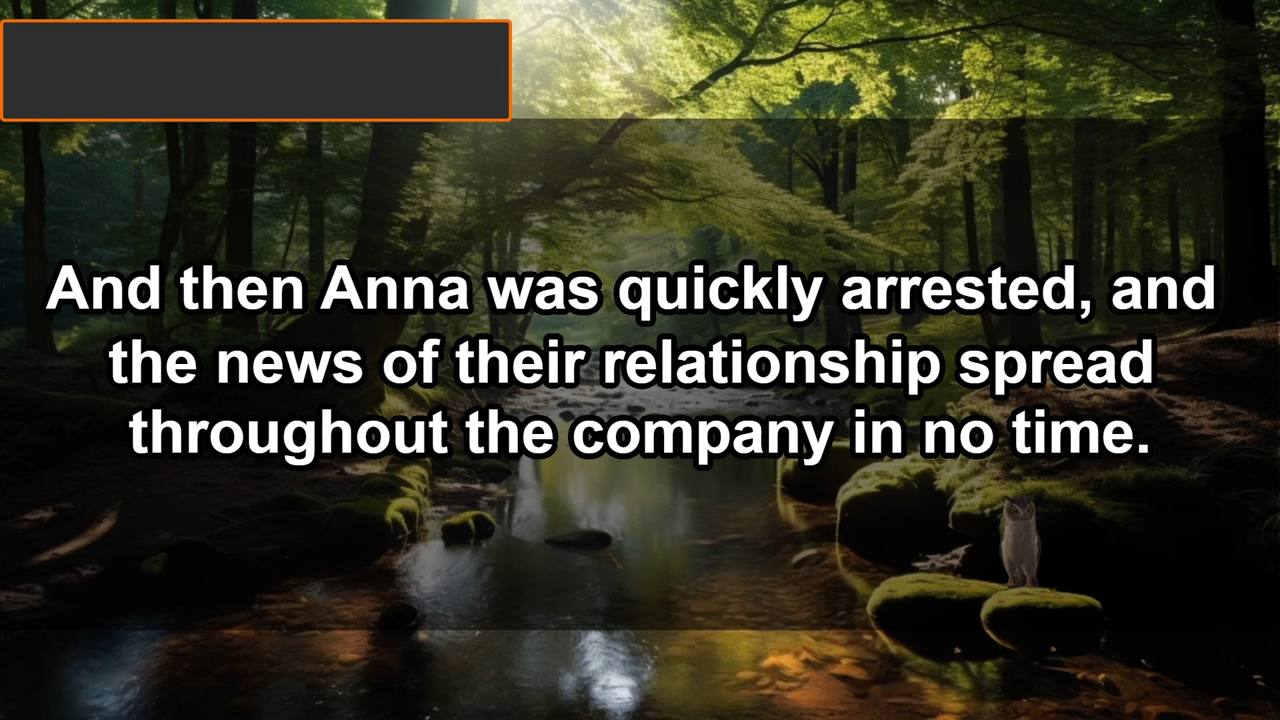 And then Anna was quickly arrested, and
the news of their relationship spread
throughout the company in no time.